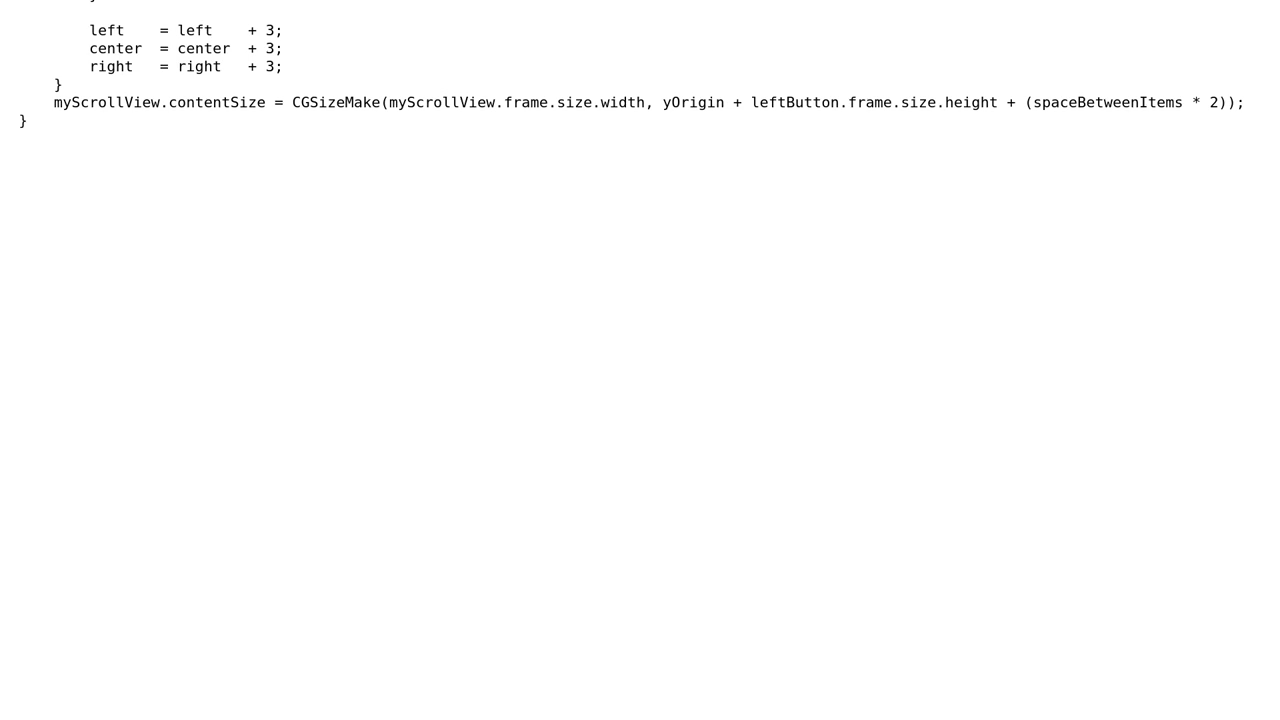 left    = left    + 3;
        center  = center  + 3;
        right   = right   + 3;
    }
    myScrollView.contentSize = CGSizeMake(myScrollView.frame.size.width, yOrigin + leftButton.frame.size.height + (spaceBetweenItems * 2));
}